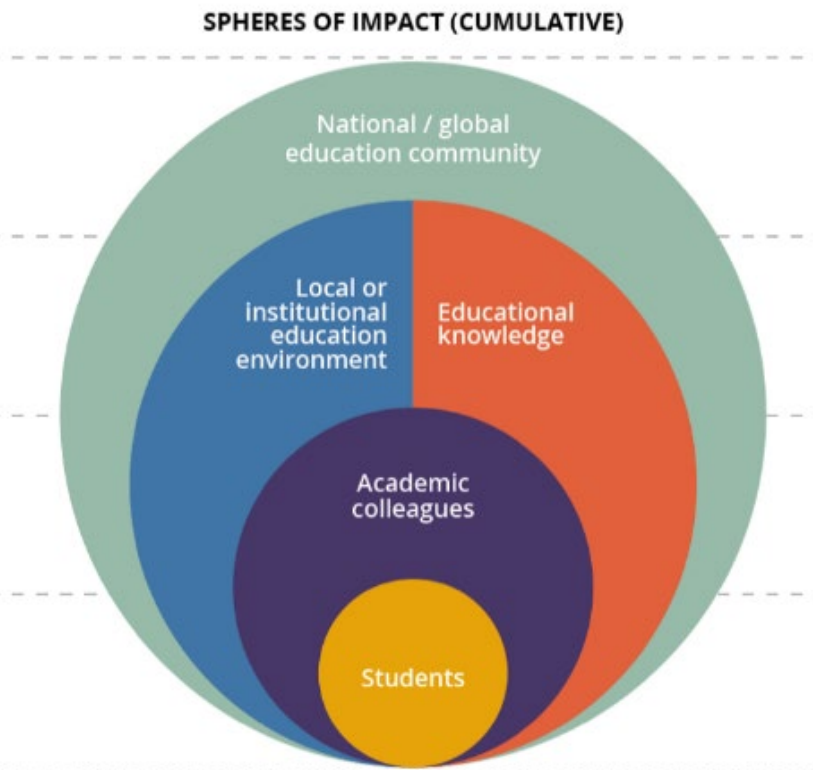 SPHERES OF IMPACT (CUMULATIVE)
National / global
education community
Local or
institutional
education
environment
Educational
knowledge
Academic
colleagues
Students